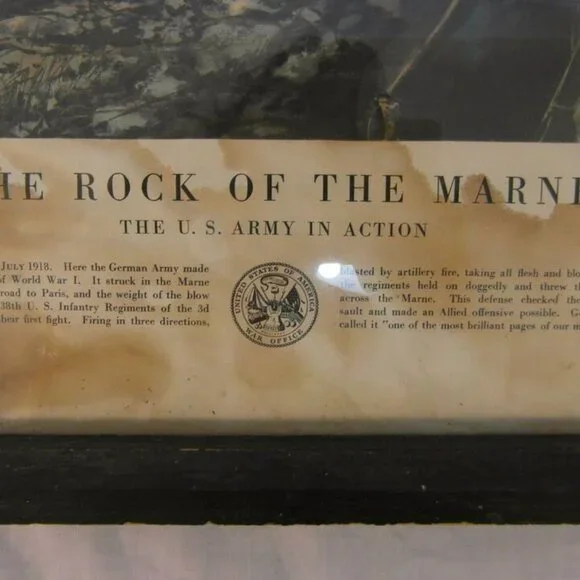 HE ROCK OF THE MARNE
THE U. S. ARMY IN ACTION
JULY 1918. Here the German Army made
of World War I. It struck in the Marne
road to Paris, and the weight of the blow
38th U. S. Infantry Regiments of the 3d
her first fight. Firing in three directions,
UNITED STATES OF AMERICA
WAR OFFICE
blasted by artillery fire, taking all flesh and blo
the regiments held on doggedly and threw th
across the Marne. This defense checked the
sault and made an Allied offensive possible. G
called it "one of the most brilliant pages of our m